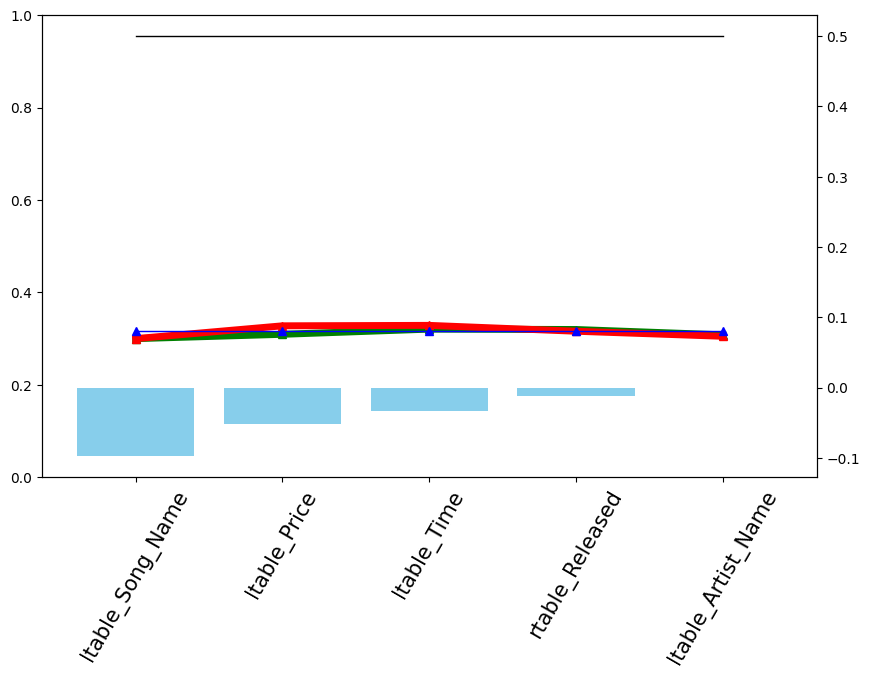 1.0
0.8
0.6
0.4
0.2
0.0
0.5
0.4
0.3
0.2
0.1
0.0
−0.1
ltable_Song_Name
ltable_Price
ltable_Time
rtable_Released
ltable_Artist_Name